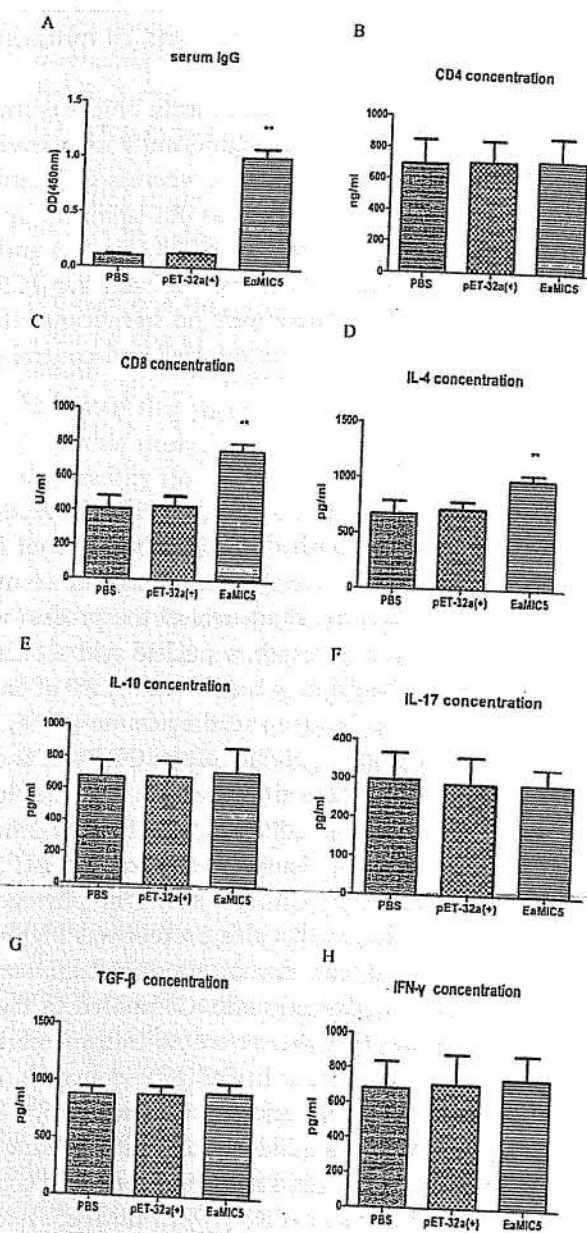 A
serum IgG
OD(450nm)
1.5
1.0
0.5
0.0
**
PBS
pET-32a(+)
EaMIC5
B
CD4 concentration
ng/ml
1000
800
600
400
200
0
PBS
pET-32a(+)
EaMIC5
C
CD8 concentration
U/ml
1000
800
600
400
200
0
**
PBS
pET-32a(+)
EaMIC5
D
IL-4 concentration
pg/ml
1500
1000
500
0
**
PBS
pET-32a(+)
EaMIC5
E
IL-10 concentration
pg/ml
1000
800
600
400
200
0
PBS
pET-32a(+)
EaMIC5
F
IL-17 concentration
pg/ml
400
300
200
100
0
PBS
pET-32a(+)
EaMIC5
G
TGF-β concentration
pg/ml
1500
1000
500
0
PBS
pET-32a(+)
EaMIC5
H
IFN-γ concentration
pg/ml
1000
800
600
400
200
0
PBS
pET-32a(+)
EaMIC5